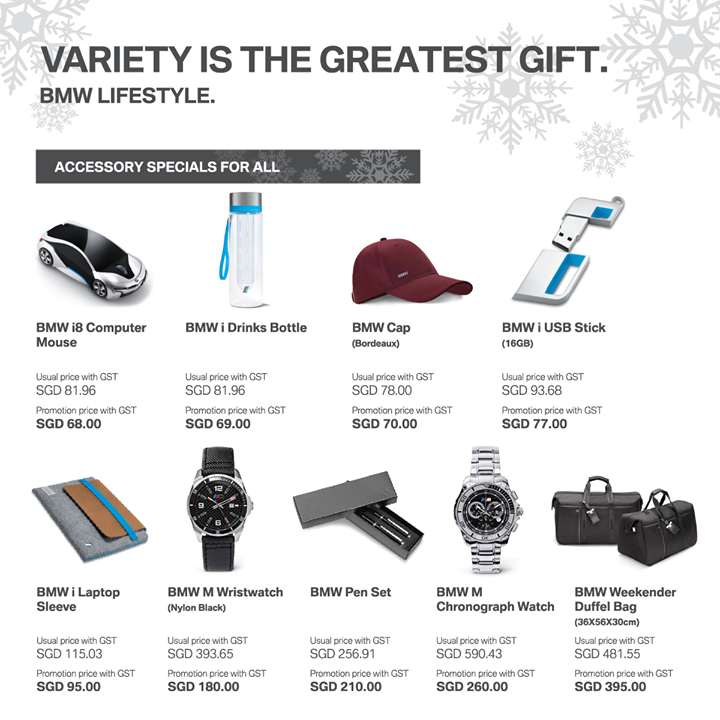 VARIETY IS THE GREATEST GIFT.
BMW LIFESTYLE.
ACCESSORY SPECIALS FOR ALL
BMW i8 Computer
Mouse
Usual price with GST
SGD 81.96
Promotion price with GST
SGD 68.00
BMW i Drinks Bottle
Usual price with GST
SGD 81.96
Promotion price with GST
SGD 69.00
BMW Cap
(Bordeaux)
Usual price with GST
SGD 78.00
Promotion price with GST
SGD 70.00
BMW i USB Stick
(16GB)
Usual price with GST
SGD 93.68
Promotion price with GST
SGD 77.00
BMW i Laptop
Sleeve
Usual price with GST
SGD 115.03
Promotion price with GST
SGD 95.00
BMW M Wristwatch
(Nylon Black)
Usual price with GST
SGD 393.65
Promotion price with GST
SGD 180.00
BMW Pen Set
Usual price with GST
SGD 256.91
Promotion price with GST
SGD 210.00
BMW M
Chronograph Watch
Usual price with GST
SGD 590.43
Promotion price with GST
SGD 260.00
BMW Weekender
Duffel Bag
(36X56X30cm)
Usual price with GST
SGD 481.55
Promotion price with GST
SGD 395.00